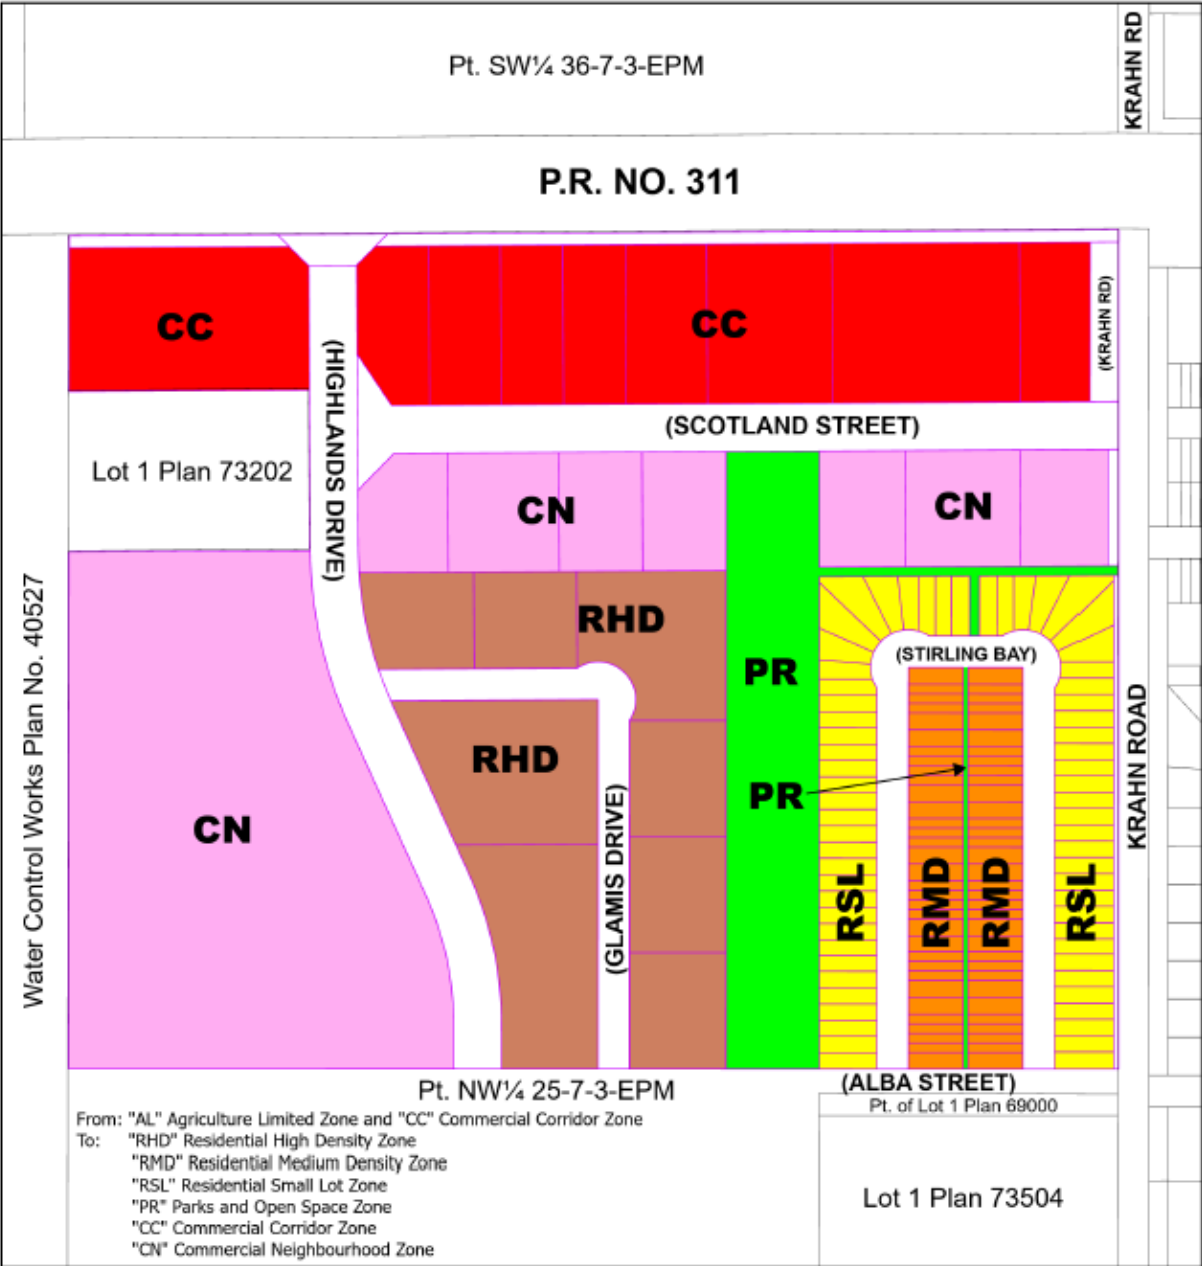 Pt. SW¼ 36-7-3-EPM
KRAHN RD
P.R. NO. 311
CC
CC
(KRAHN RD)
(HIGHLANDS DRIVE)
(SCOTLAND STREET)
Lot 1 Plan 73202
CN
CN
Water Control Works Plan No. 40527
RHD
(STIRLING BAY)
PR
RHD
PR
KRAHN ROAD
CN
(GLAMIS DRIVE)
RSL
RMD
RMD
RSL
Pt. NW¼ 25-7-3-EPM
(ALBA STREET)
Pt. of Lot 1 Plan 69000
From: "AL" Agriculture Limited Zone and "CC" Commercial Corridor Zone
To: "RHD" Residential High Density Zone
"RMD" Residential Medium Density Zone
"RSL" Residential Small Lot Zone
"PR" Parks and Open Space Zone
"CC" Commercial Corridor Zone
"CN" Commercial Neighbourhood Zone
Lot 1 Plan 73504